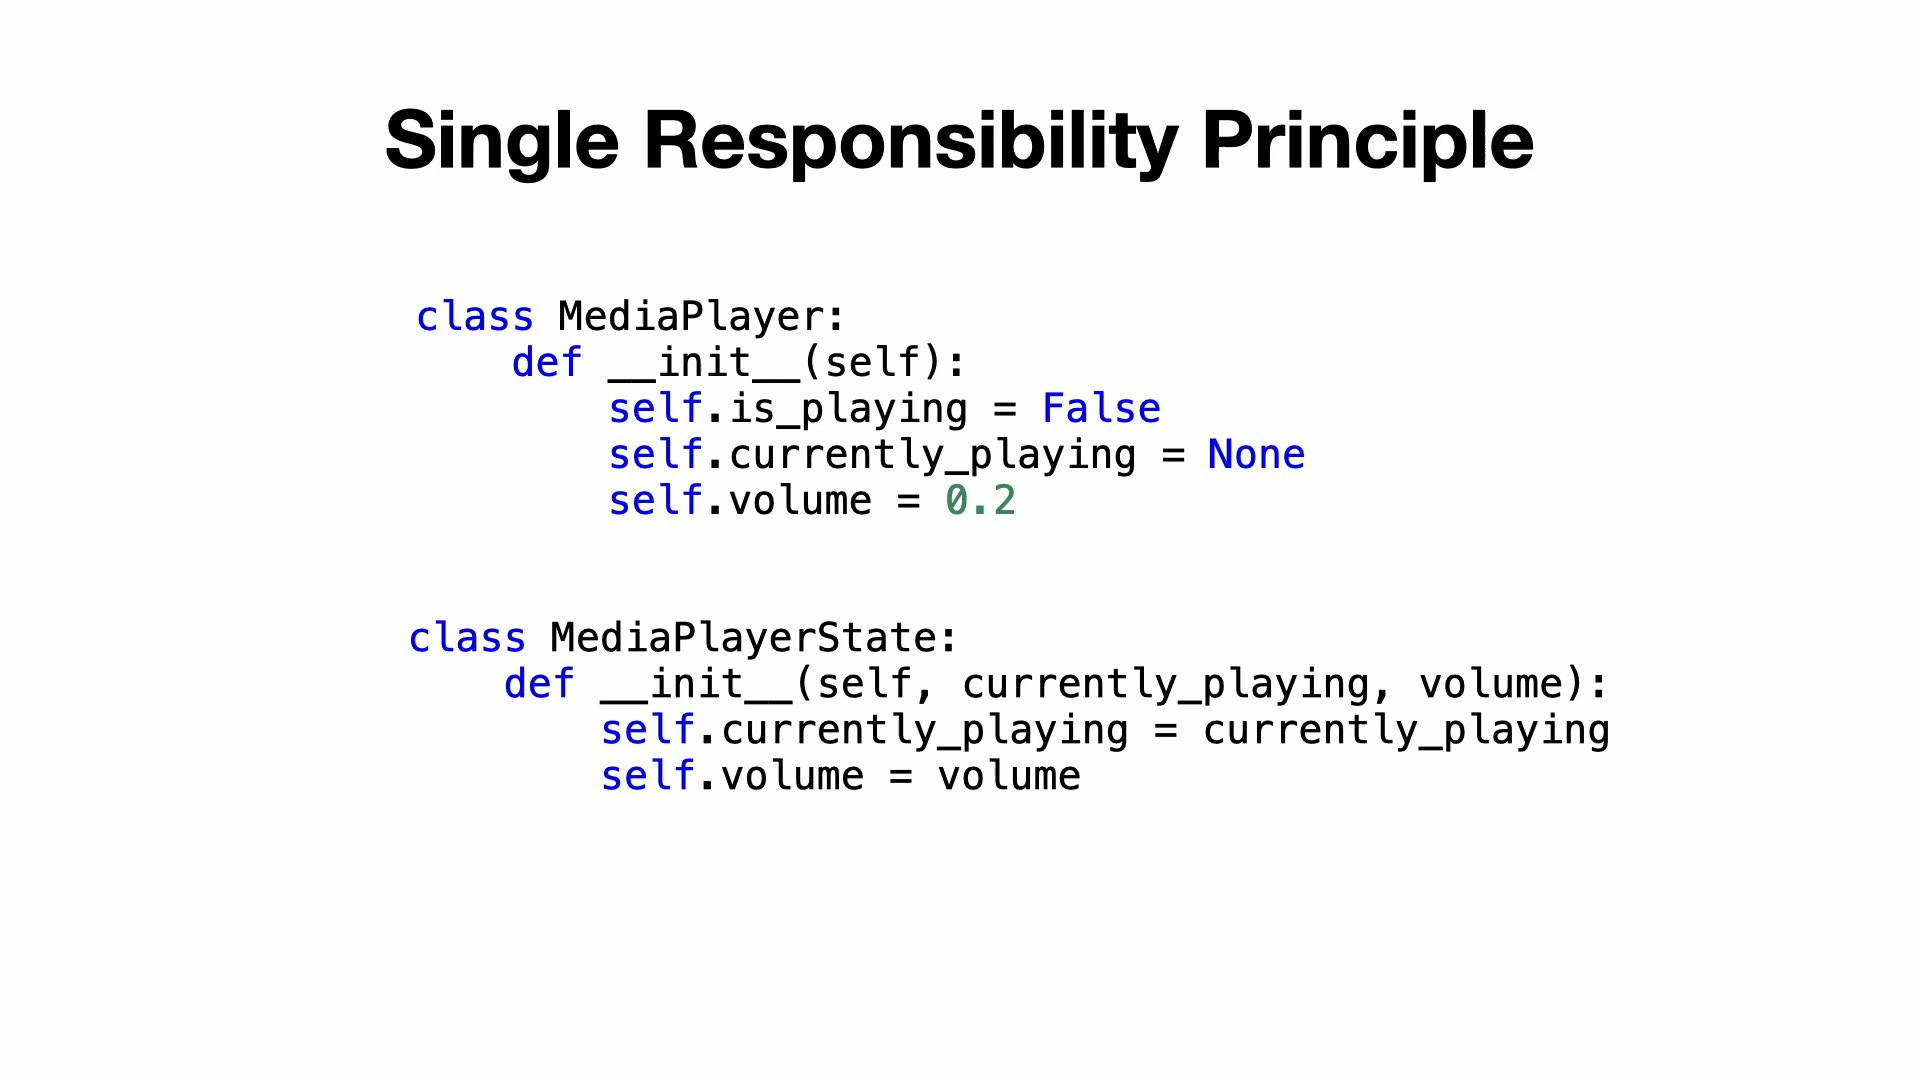 Single Responsibility Principle
class MediaPlayer:
    def __init__(self):
        self.is_playing = False
        self.currently_playing = None
        self.volume = 0.2
class MediaPlayerState:
    def __init__(self, currently_playing, volume):
        self.currently_playing = currently_playing
        self.volume = volume